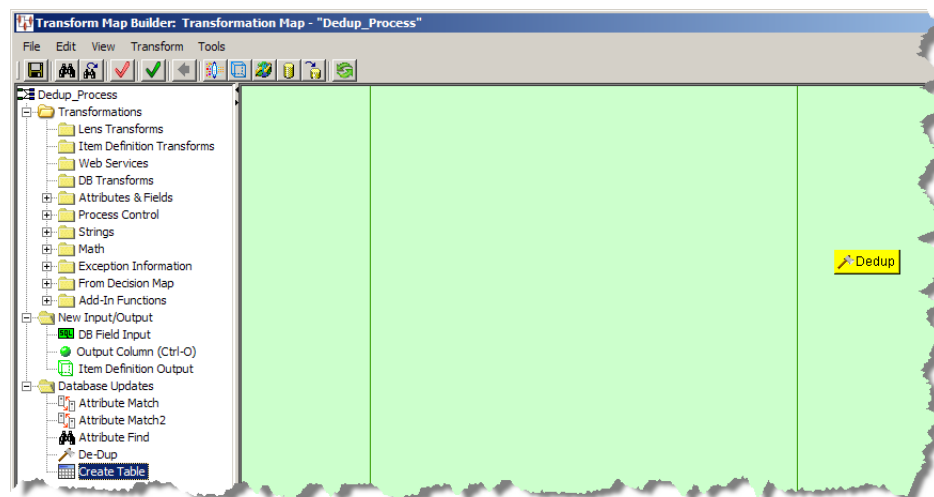 Transform Map Builder: Transformation Map - "Dedup_Process"
File Edit View Transform Tools
Dedup_Process
Transformations
Lens Transforms
Item Definition Transforms
Web Services
DB Transforms
Attributes & Fields
Process Control
Strings
Math
Exception Information
From Decision Map
Add-In Functions
New Input/Output
SQL DB Field Input
Output Column (Ctrl-O)
Item Definition Output
Database Updates
Attribute Match
Attribute Match2
Attribute Find
De-Dup
Create Table
Dedup